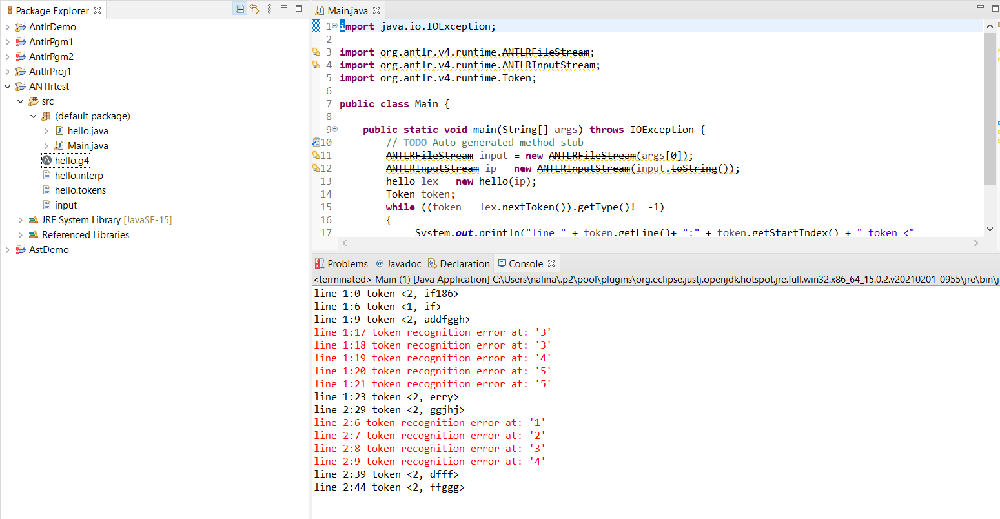 Package Explorer
AntlrDemo
AntlrPgm1
AntlrPgm2
AntlrProj1
ANTlrtest
src
(default package)
hello.java
Main.java
hello.g4
hello.interp
hello.tokens
input
JRE System Library [JavaSE-15]
Referenced Libraries
AstDemo
Main.java
1 import java.io.IOException;
2
3 import org.antlr.v4.runtime.ANTLRFileStream;
4 import org.antlr.v4.runtime.ANTLRInputStream;
5 import org.antlr.v4.runtime.Token;
6
7 public class Main {
8
9 public static void main(String[] args) throws IOException {
10 // TODO Auto-generated method stub
11 ANTLRFileStream input = new ANTLRFileStream(args[0]);
12 ANTLRInputStream ip = new ANTLRInputStream(input.toString());
13 hello lex = new hello(ip);
14 Token token;
15 while ((token = lex.nextToken()).getType()!= -1)
16 {
17 System.out.println("line " + token.getLine()+ ":" + token.getStartIndex() + " token <"
Problems @ Javadoc Declaration Console
<terminated> Main (1) [Java Application] C:\Users\nalina\.p2\pool\plugins\org.eclipse.justj.openjdk.hotspot.jre.full.win32.x86_64_15.0.2.v20210201-0955\jre\bin\j
line 1:0 token <2, if186>
line 1:6 token <1, if>
line 1:9 token <2, addfggh>
line 1:17 token recognition error at: '3'
line 1:18 token recognition error at: '3'
line 1:19 token recognition error at: '4'
line 1:20 token recognition error at: '5'
line 1:21 token recognition error at: '5'
line 1:23 token <2, erry>
line 2:29 token <2, ggjhj>
line 2:6 token recognition error at: '1'
line 2:7 token recognition error at: '2'
line 2:8 token recognition error at: '3'
line 2:9 token recognition error at: '4'
line 2:39 token <2, dfff>
line 2:44 token <2, ffggg>